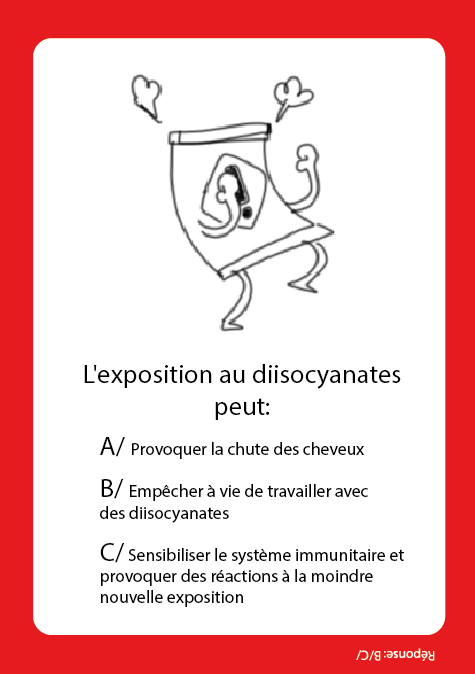 L'exposition au diisocyanates
peut:
A/ Provoquer la chute des cheveux
B/ Empêcher à vie de travailler avec
des diisocyanates
C/ Sensibiliser le système immunitaire et
provoquer des réactions à la moindre
nouvelle exposition
Réponse: B/C/